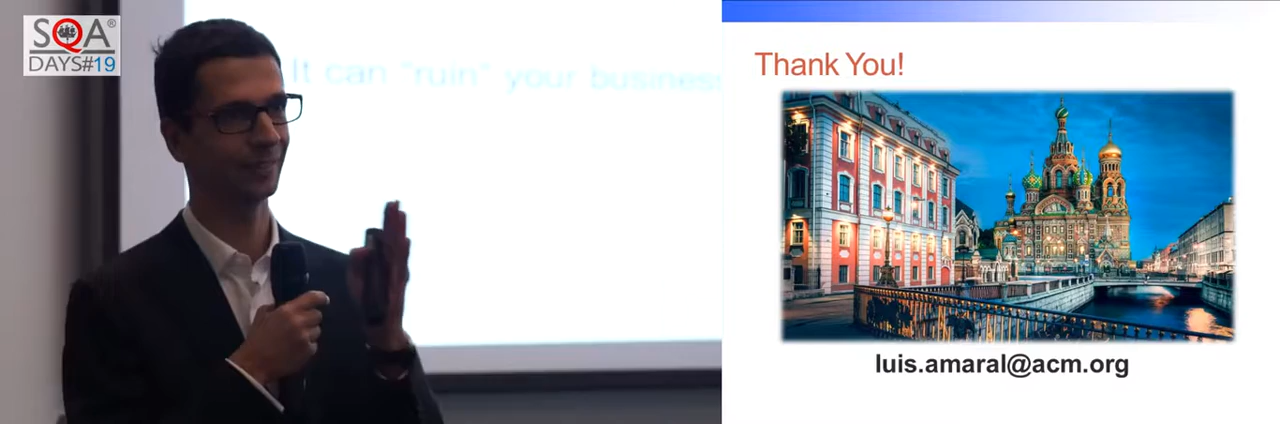 SQA®
DAYS#19
It can "ruin" your business
Thank You!
luis.amaral@acm.org